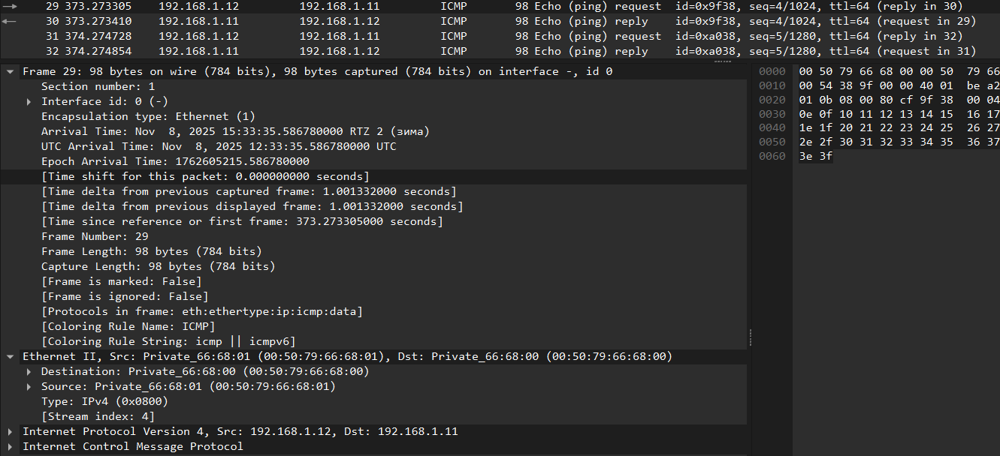 29 373.273305 192.168.1.12 192.168.1.11 ICMP 98 Echo (ping) request id=0x9f38, seq=4/1024, ttl=64 (reply in 30)
30 373.273410 192.168.1.11 192.168.1.12 ICMP 98 Echo (ping) reply id=0x9f38, seq=4/1024, ttl=64 (request in 29)
31 374.274728 192.168.1.12 192.168.1.11 ICMP 98 Echo (ping) request id=0xa038, seq=5/1280, ttl=64 (reply in 32)
32 374.274854 192.168.1.11 192.168.1.12 ICMP 98 Echo (ping) reply id=0xa038, seq=5/1280, ttl=64 (request in 31)
Frame 29: 98 bytes on wire (784 bits), 98 bytes captured (784 bits) on interface -, id 0
Section number: 1
Interface id: 0 (-)
Encapsulation type: Ethernet (1)
Arrival Time: Nov  8, 2025 15:33:35.586780000 RTZ 2 (зима)
UTC Arrival Time: Nov  8, 2025 12:33:35.586780000 UTC
Epoch Arrival Time: 1762605215.586780000
[Time shift for this packet: 0.000000000 seconds]
[Time delta from previous captured frame: 1.001332000 seconds]
[Time delta from previous displayed frame: 1.001332000 seconds]
[Time since reference or first frame: 373.273305000 seconds]
Frame Number: 29
Frame Length: 98 bytes (784 bits)
Capture Length: 98 bytes (784 bits)
[Frame is marked: False]
[Frame is ignored: False]
[Protocols in frame: eth:ethertype:ip:icmp:data]
[Coloring Rule Name: ICMP]
[Coloring Rule String: icmp || icmpv6]
Ethernet II, Src: Private_66:68:01 (00:50:79:66:68:01), Dst: Private_66:68:00 (00:50:79:66:68:00)
Destination: Private_66:68:00 (00:50:79:66:68:00)
Source: Private_66:68:01 (00:50:79:66:68:01)
Type: IPv4 (0x0800)
[Stream index: 4]
Internet Protocol Version 4, Src: 192.168.1.12, Dst: 192.168.1.11
Internet Control Message Protocol
0000 00 50 79 66 68 00 00 50 79 66
0010 00 54 38 9f 00 00 40 01 be a2
0020 01 0b 08 00 80 cf 9f 38 00 04
0030 0e 0f 10 11 12 13 14 15 16 17
0040 1e 1f 20 21 22 23 24 25 26 27
0050 2e 2f 30 31 32 33 34 35 36 37
0060 3e 3f